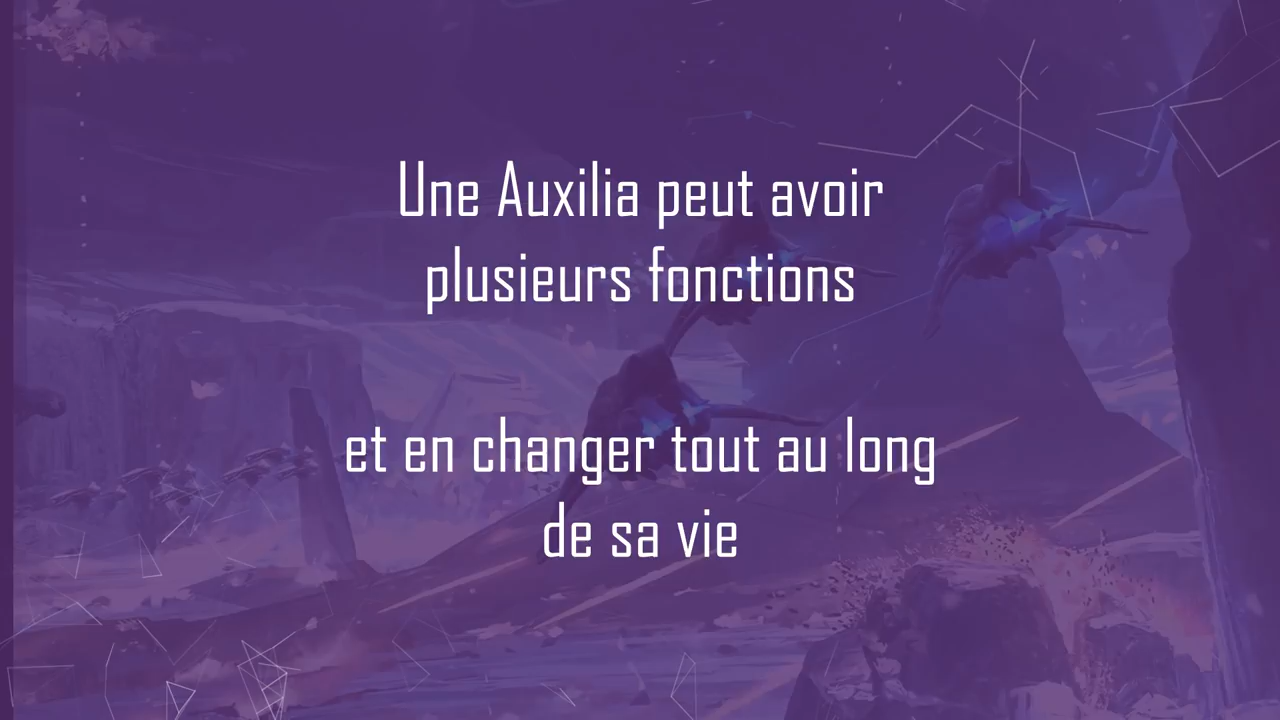 Une Auxilia peut avoir
plusieurs fonctions
et en changer tout au long
de sa vie